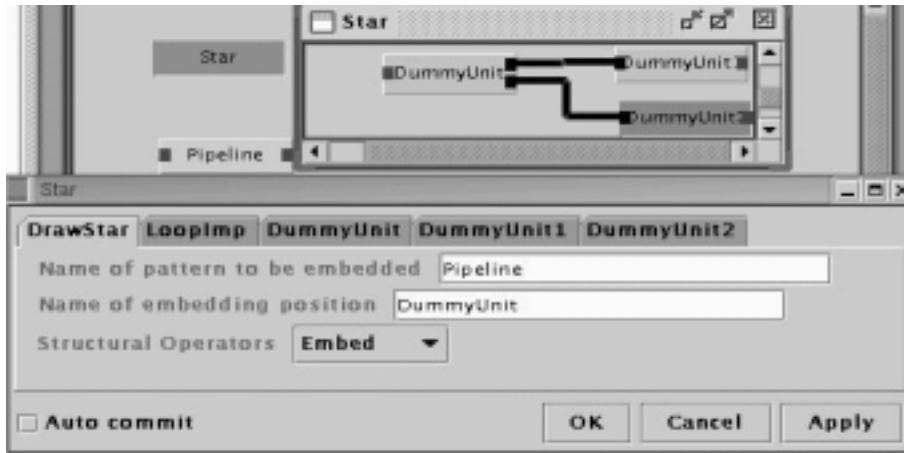 Star
Star
DummyUnit
DummyUnit1
DummyUnit2
Pipeline
Star
DrawStar LoopImp DummyUnit DummyUnit1 DummyUnit2
Name of pattern to be embedded Pipeline
Name of embedding position DummyUnit
Structural Operators Embed
Auto commit OK Cancel Apply